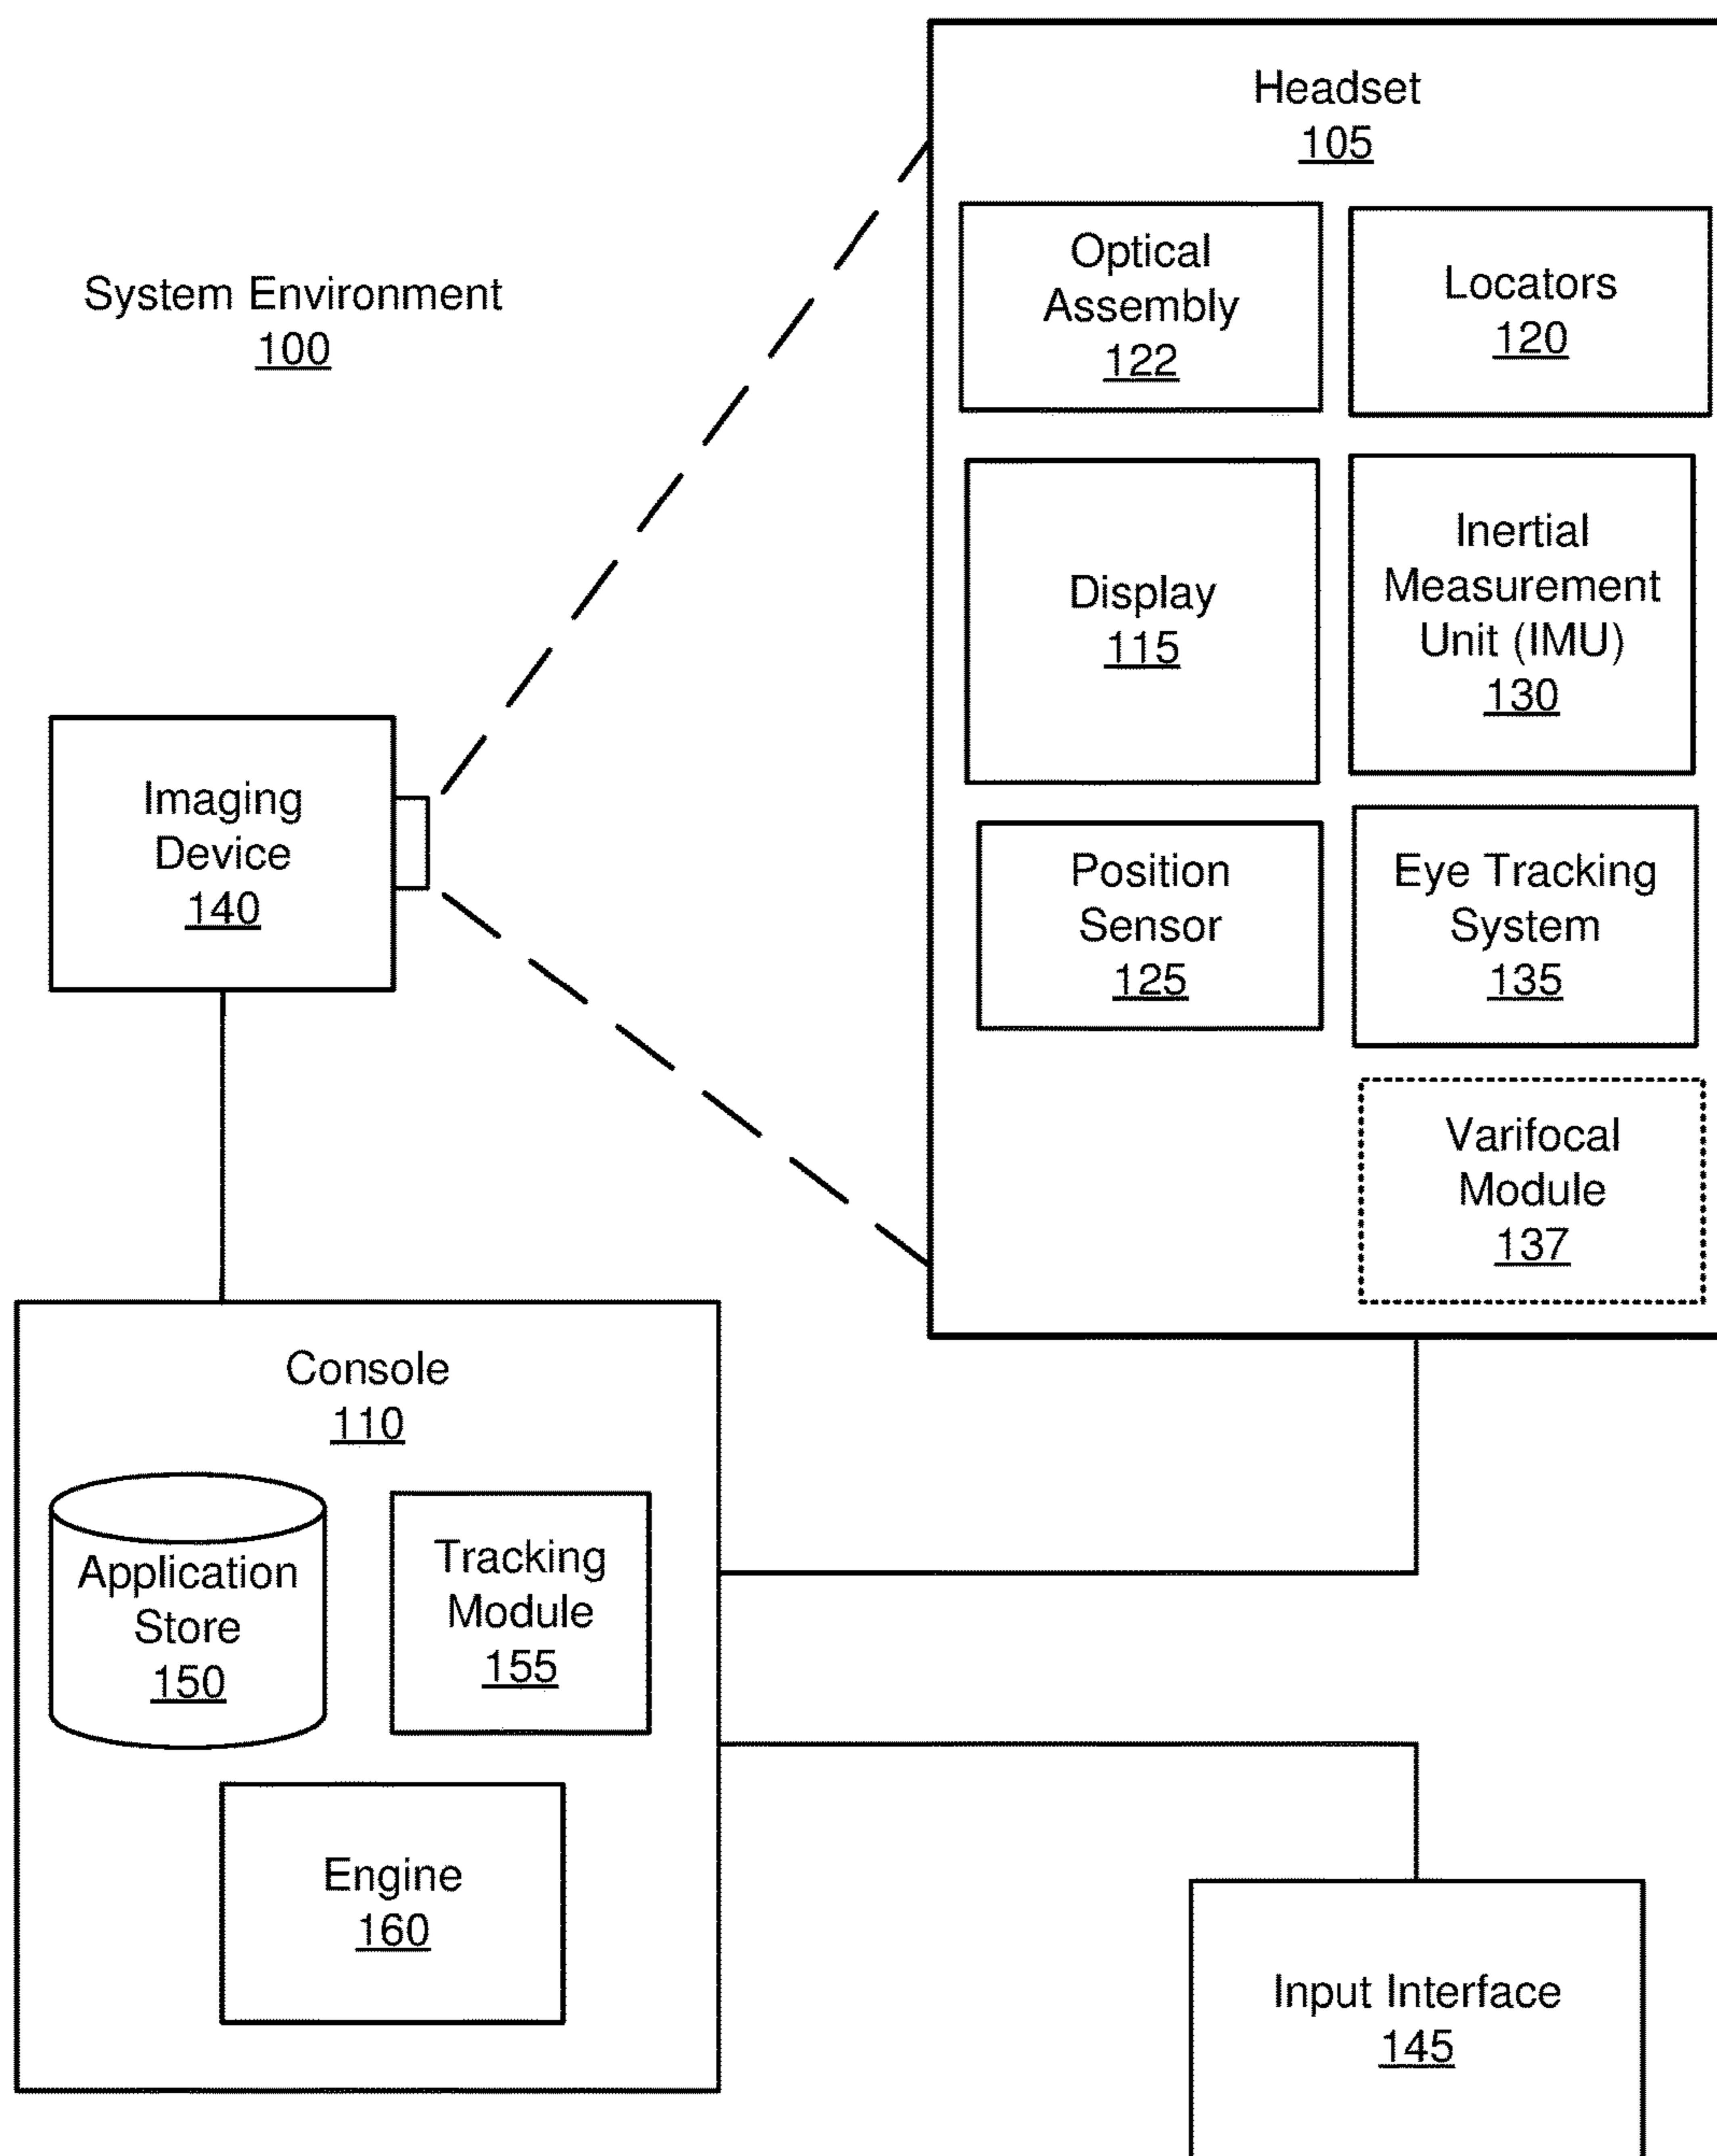 System Environment
100
Headset
105
Optical
Assembly
122
Locators
120
Display
115
Inertial
Measurement
Unit (IMU)
130
Position
Sensor
125
Eye Tracking
System
135
Varifocal
Module
137
Imaging
Device
140
Console
110
Application
Store
150
Tracking
Module
155
Engine
160
Input Interface
145